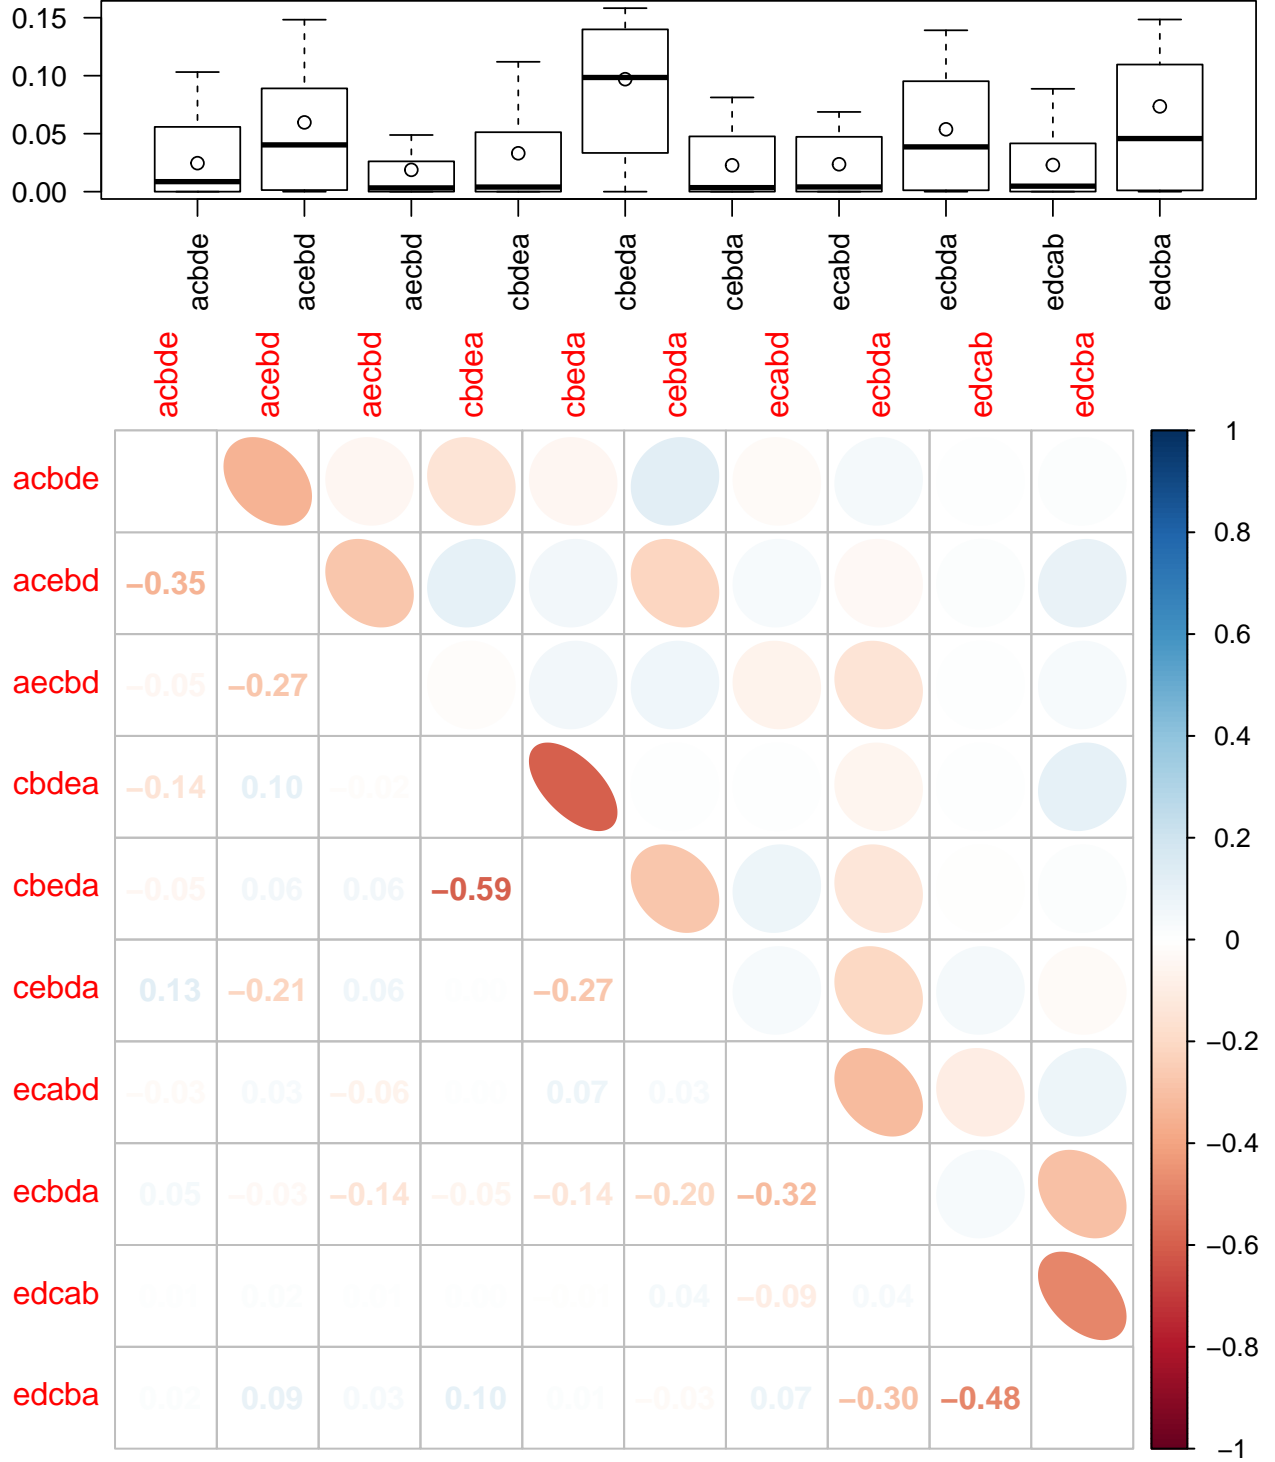 0.15
0.10
0.05
0.00
acbde acebd aecbd cbdea cbeda cebda ecabd ecbda edcab edcba
acbde acebd aecbd cbdea cbeda cebda ecabd ecbda edcab edcba
1
acbde
0.8
acebd −0.35
0.6
aecbd −0.05 −0.27
0.4
cbdea −0.14 0.10 −0.02
0.2
cbeda −0.05 0.06 0.06 −0.59
0
cebda 0.13 −0.21 0.06 −0.27
−0.2
ecabd −0.03 0.03 −0.06 0.07 0.03
−0.4
ecbda 0.05 −0.03 −0.14 −0.05 −0.14 −0.20 −0.32
−0.6
edcab 0.02 0.04 −0.09 0.04
−0.8
edcba 0.02 0.09 0.03 0.10 0.01 −0.03 0.07 −0.30 −0.48
−1